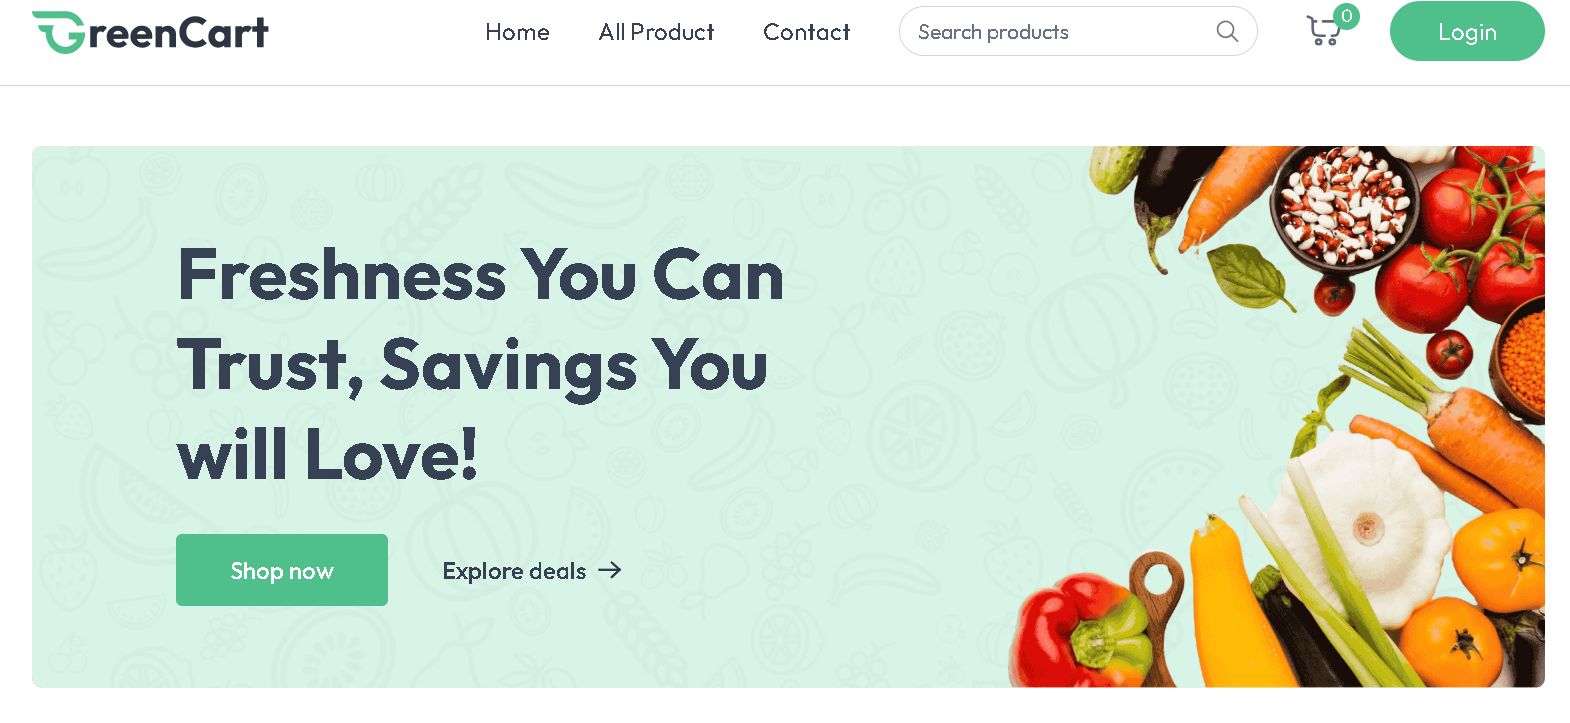 GreenCart
Home
All Product
Contact
Search products
0
Login
Freshness You Can
Trust, Savings You
will Love!
Shop now
Explore deals